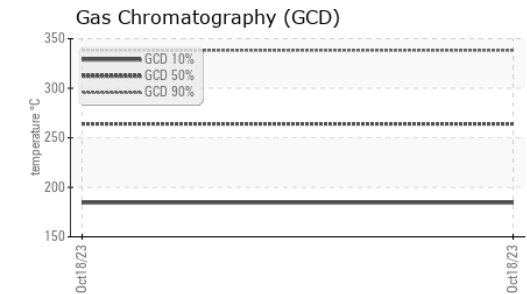 Gas Chromatography (GCD)
350
300
250
200
150
temperature °C
GCD 10%
GCD 50%
GCD 90%
Oct18/23
Oct18/23